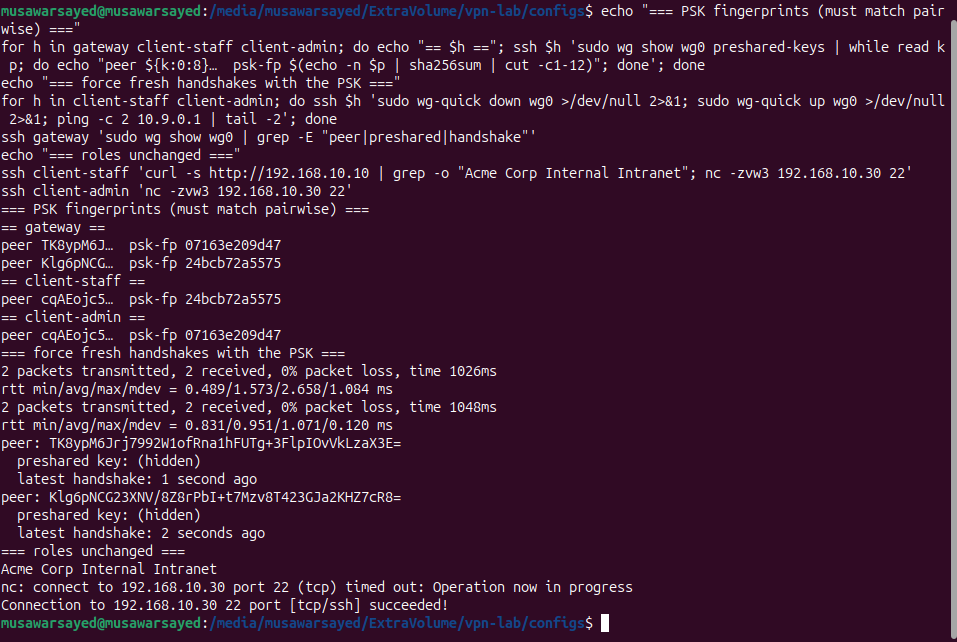 musawarsayed@musawarsayed:/media/musawarsayed/ExtraVolume/vpn-lab/configs$ echo "=== PSK fingerprints (must match pair
wise) ==="
for h in gateway client-staff client-admin; do echo "== $h =="; ssh $h 'sudo wg show wg0 preshared-keys | while read k
 p; do echo "peer ${k:0:8}…  psk-fp $(echo -n $p | sha256sum | cut -c1-12)"; done'; done
echo "=== force fresh handshakes with the PSK ==="
for h in client-staff client-admin; do ssh $h 'sudo wg-quick down wg0 >/dev/null 2>&1; sudo wg-quick up wg0 >/dev/null
 2>&1; ping -c 2 10.9.0.1 | tail -2'; done
ssh gateway 'sudo wg show wg0 | grep -E "peer|preshared|handshake"'
echo "=== roles unchanged ==="
ssh client-staff 'curl -s http://192.168.10.10 | grep -o "Acme Corp Internal Intranet"; nc -zvw3 192.168.10.30 22'
ssh client-admin 'nc -zvw3 192.168.10.30 22'
=== PSK fingerprints (must match pairwise) ===
== gateway ==
peer TK8ypM6J…  psk-fp 07163e209d47
peer Klg6pNCG…  psk-fp 24bcb72a5575
== client-staff ==
peer cqAEojc5…  psk-fp 24bcb72a5575
== client-admin ==
peer cqAEojc5…  psk-fp 07163e209d47
=== force fresh handshakes with the PSK ===
2 packets transmitted, 2 received, 0% packet loss, time 1026ms
rtt min/avg/max/mdev = 0.489/1.573/2.658/1.084 ms
2 packets transmitted, 2 received, 0% packet loss, time 1048ms
rtt min/avg/max/mdev = 0.831/0.951/1.071/0.120 ms
peer: TK8ypM6Jrj7992W1ofRna1hFUTg+3FlpIOvVkLzaX3E=
  preshared key: (hidden)
  latest handshake: 1 second ago
peer: Klg6pNCG23XNV/8Z8rPbI+t7Mzv8T423GJa2KHZ7cR8=
  preshared key: (hidden)
  latest handshake: 2 seconds ago
=== roles unchanged ===
Acme Corp Internal Intranet
nc: connect to 192.168.10.30 port 22 (tcp) timed out: Operation now in progress
Connection to 192.168.10.30 22 port [tcp/ssh] succeeded!
musawarsayed@musawarsayed:/media/musawarsayed/ExtraVolume/vpn-lab/configs$